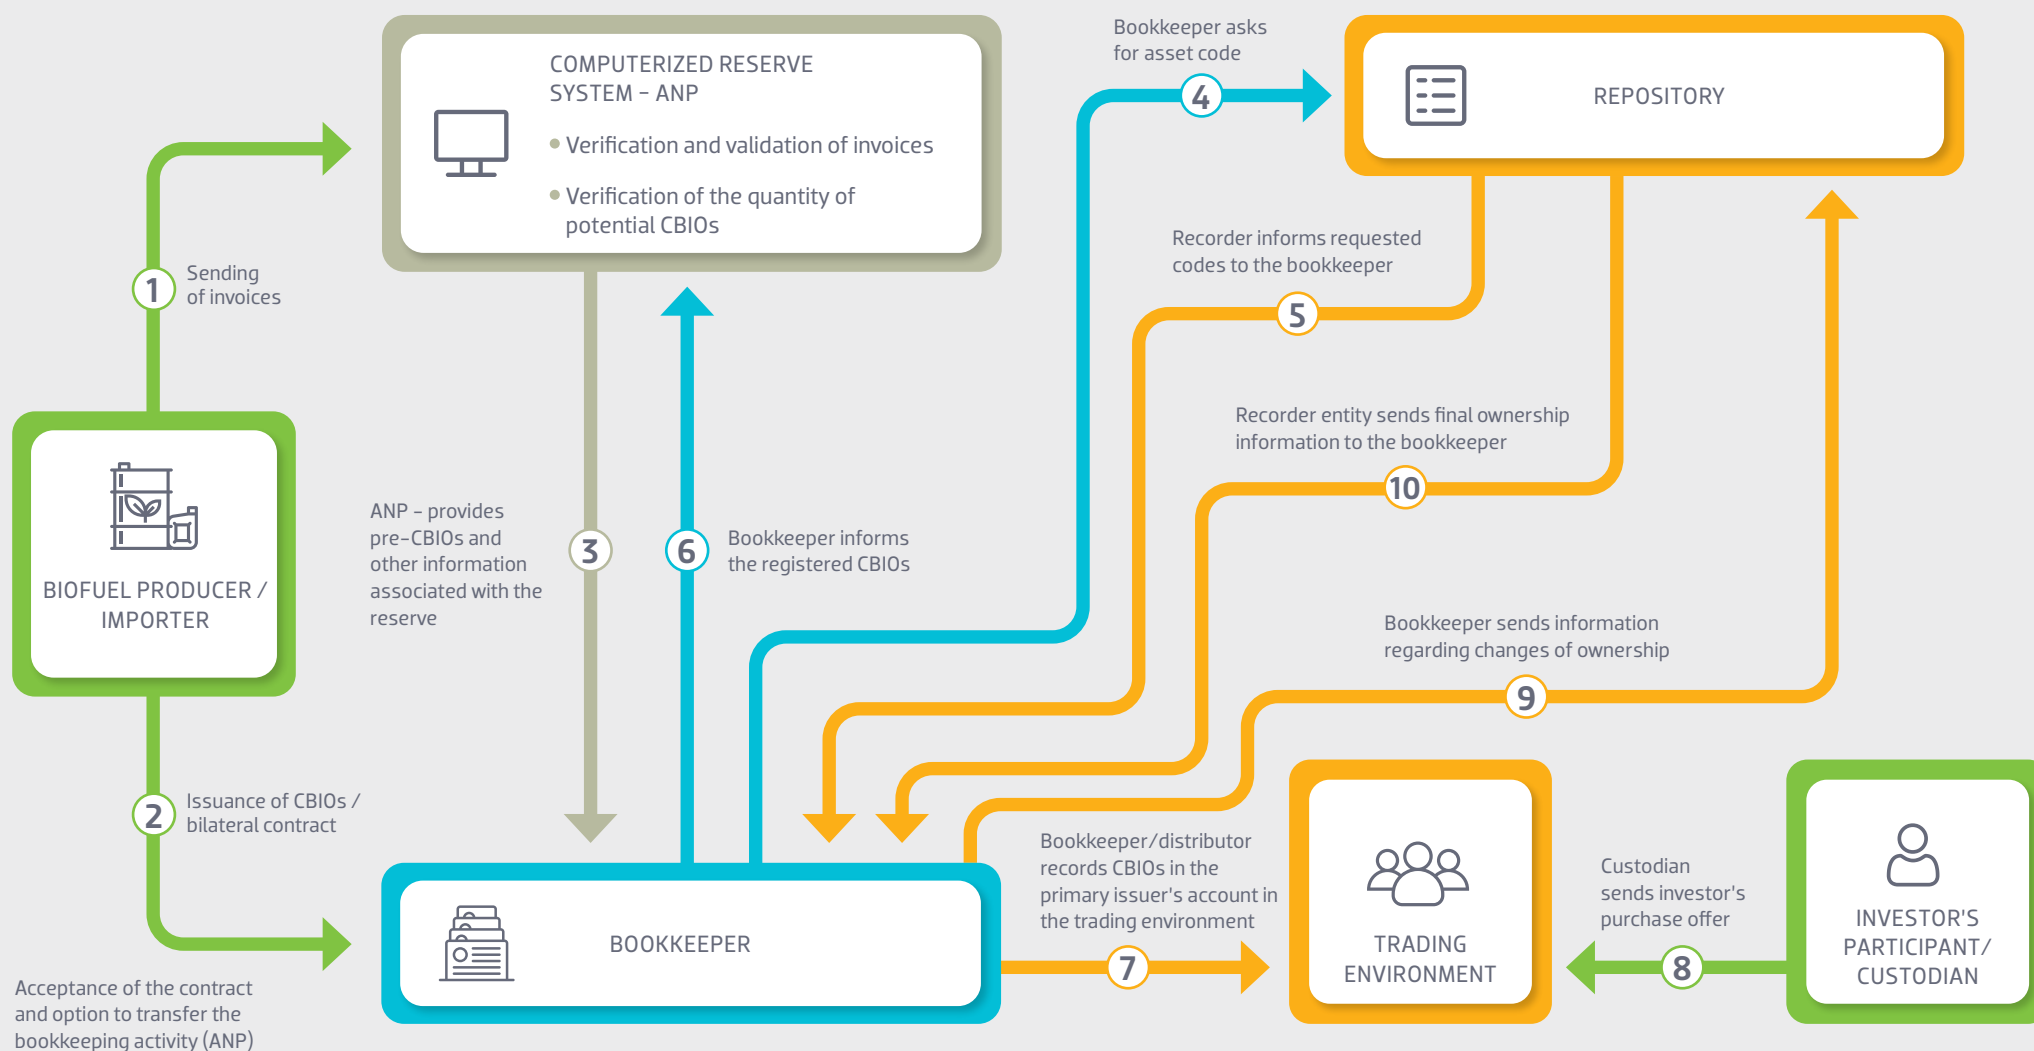 COMPUTERIZED RESERVE
SYSTEM – ANP
• Verification and validation of invoices
• Verification of the quantity of
potential CBIOs
Bookkeeper asks
for asset code
4
REPOSITORY
1
Sending
of invoices
Recorder informs requested
codes to the bookkeeper
5
Recorder entity sends final ownership
information to the bookkeeper
10
BIOFUEL PRODUCER /
IMPORTER
ANP – provides
pre-CBIOs and
other information
associated with the
reserve
3
6
Bookkeeper informs
the registered CBIOs
Bookkeeper sends information
regarding changes of ownership
9
2
Issuance of CBIOs /
bilateral contract
Acceptance of the contract
and option to transfer the
bookkeeping activity (ANP)
BOOKKEEPER
Bookkeeper/distributor
records CBIOs in the
primary issuer's account in
the trading environment
7
TRADING
ENVIRONMENT
Custodian
sends investor's
purchase offer
8
INVESTOR'S
PARTICIPANT/
CUSTODIAN